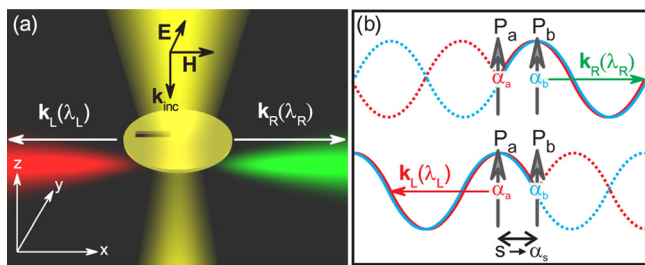 (a)
E
H
k_inc
k_L(λ_L)
k_R(λ_R)
z
y
x
(b)
P_a P_b
k_R(λ_R)
α_a α_b
P_a P_b
k_L(λ_L)
α_a α_b
S → α_s